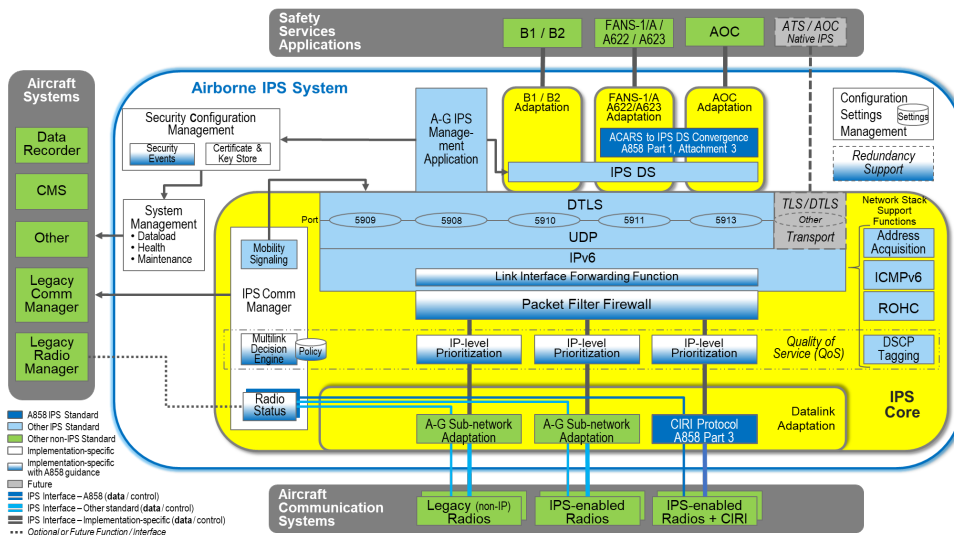 Safety
Services
Applications
B1 / B2
FANS-1/A /
A622 / A623
AOC
ATS / AOC
Native IPS
Aircraft
Systems
Data
Recorder
CMS
Other
Legacy
Comm
Manager
Legacy
Radio
Manager
Airborne IPS System
Security Configuration
Management
Security
Events
Certificate &
Key Store
System
Management
• Dataload
• Health
• Maintenance
A-G IPS
Manage-
ment
Application
B1 / B2
Adaptation
FANS-1/A
A622/A623
Adaptation
AOC
Adaptation
ACARS to IPS DS Convergence
A858 Part 1, Attachment 3
IPS DS
Configuration
Settings
Management
Settings
Redundancy
Support
DTLS
Port
5909
5908
5910
5911
5913
UDP
TLS / DTLS
Other
Transport
IPv6
Link Interface Forwarding Function
Packet Filter Firewall
Network Stack
Support
Functions
Address
Acquisition
ICMPv6
ROHC
DSCP
Tagging
Mobility
Signaling
IPS Comm
Manager
Multilink
Decision
Engine
Policy
IP-level
Prioritization
IP-level
Prioritization
IP-level
Prioritization
Quality of
Service (QoS)
Radio
Status
A-G Sub-network
Adaptation
A-G Sub-network
Adaptation
CIRI Protocol
A858 Part 3
Datalink
Adaptation
IPS
Core
Aircraft
Communication
Systems
Legacy (non-IP)
Radios
IPS-enabled
Radios
IPS-enabled
Radios + CIRI
A858 IPS Standard
Other IPS Standard
Other non-IPS Standard
Implementation-specific
Implementation-specific
with A858 guidance
Future
IPS Interface – A858 (data / control)
IPS Interface – Other standard (data / control)
IPS Interface – Implementation-specific (data / control)
Optional or Future Function / Interface